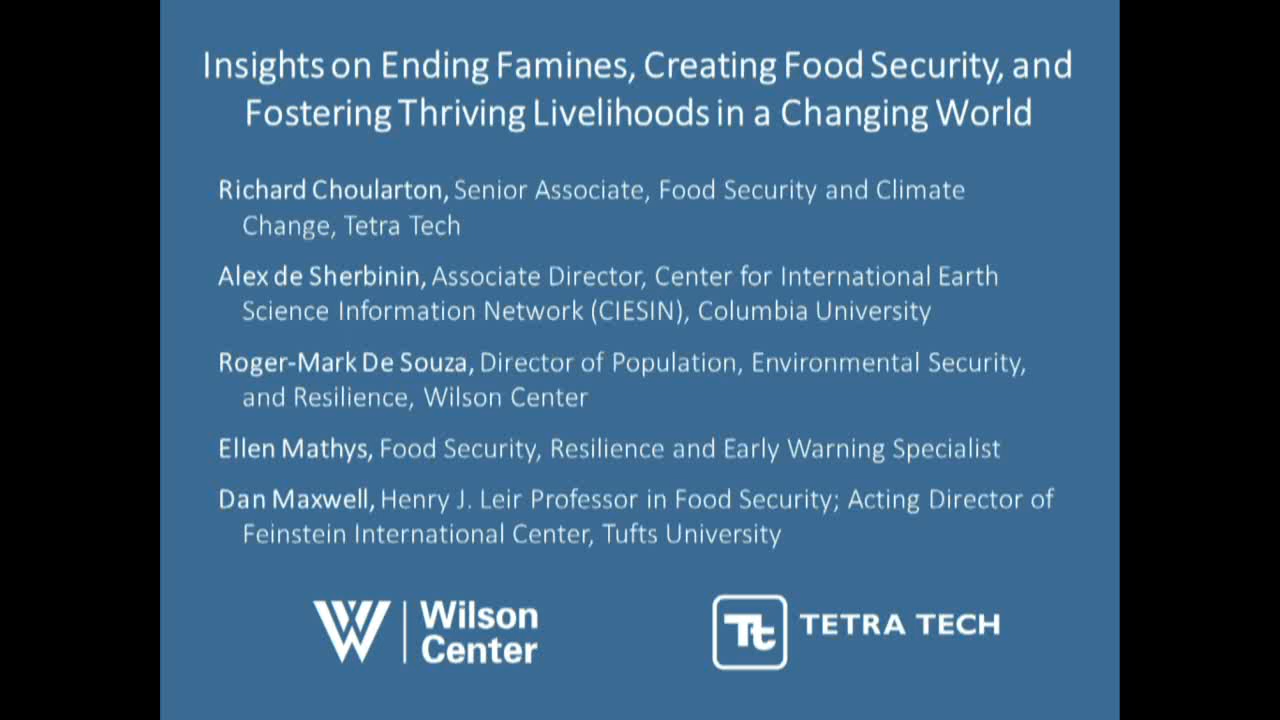 Insights on Ending Famines, Creating Food Security, and
Fostering Thriving Livelihoods in a Changing World
Richard Choularton, Senior Associate, Food Security and Climate
Change, Tetra Tech
Alex de Sherbinin, Associate Director, Center for International Earth
Science Information Network (CIESIN), Columbia University
Roger-Mark De Souza, Director of Population, Environmental Security,
and Resilience, Wilson Center
Ellen Mathys, Food Security, Resilience and Early Warning Specialist
Dan Maxwell, Henry J. Leir Professor in Food Security; Acting Director of
Feinstein International Center, Tufts University
W Wilson
Center
Tt TETRA TECH